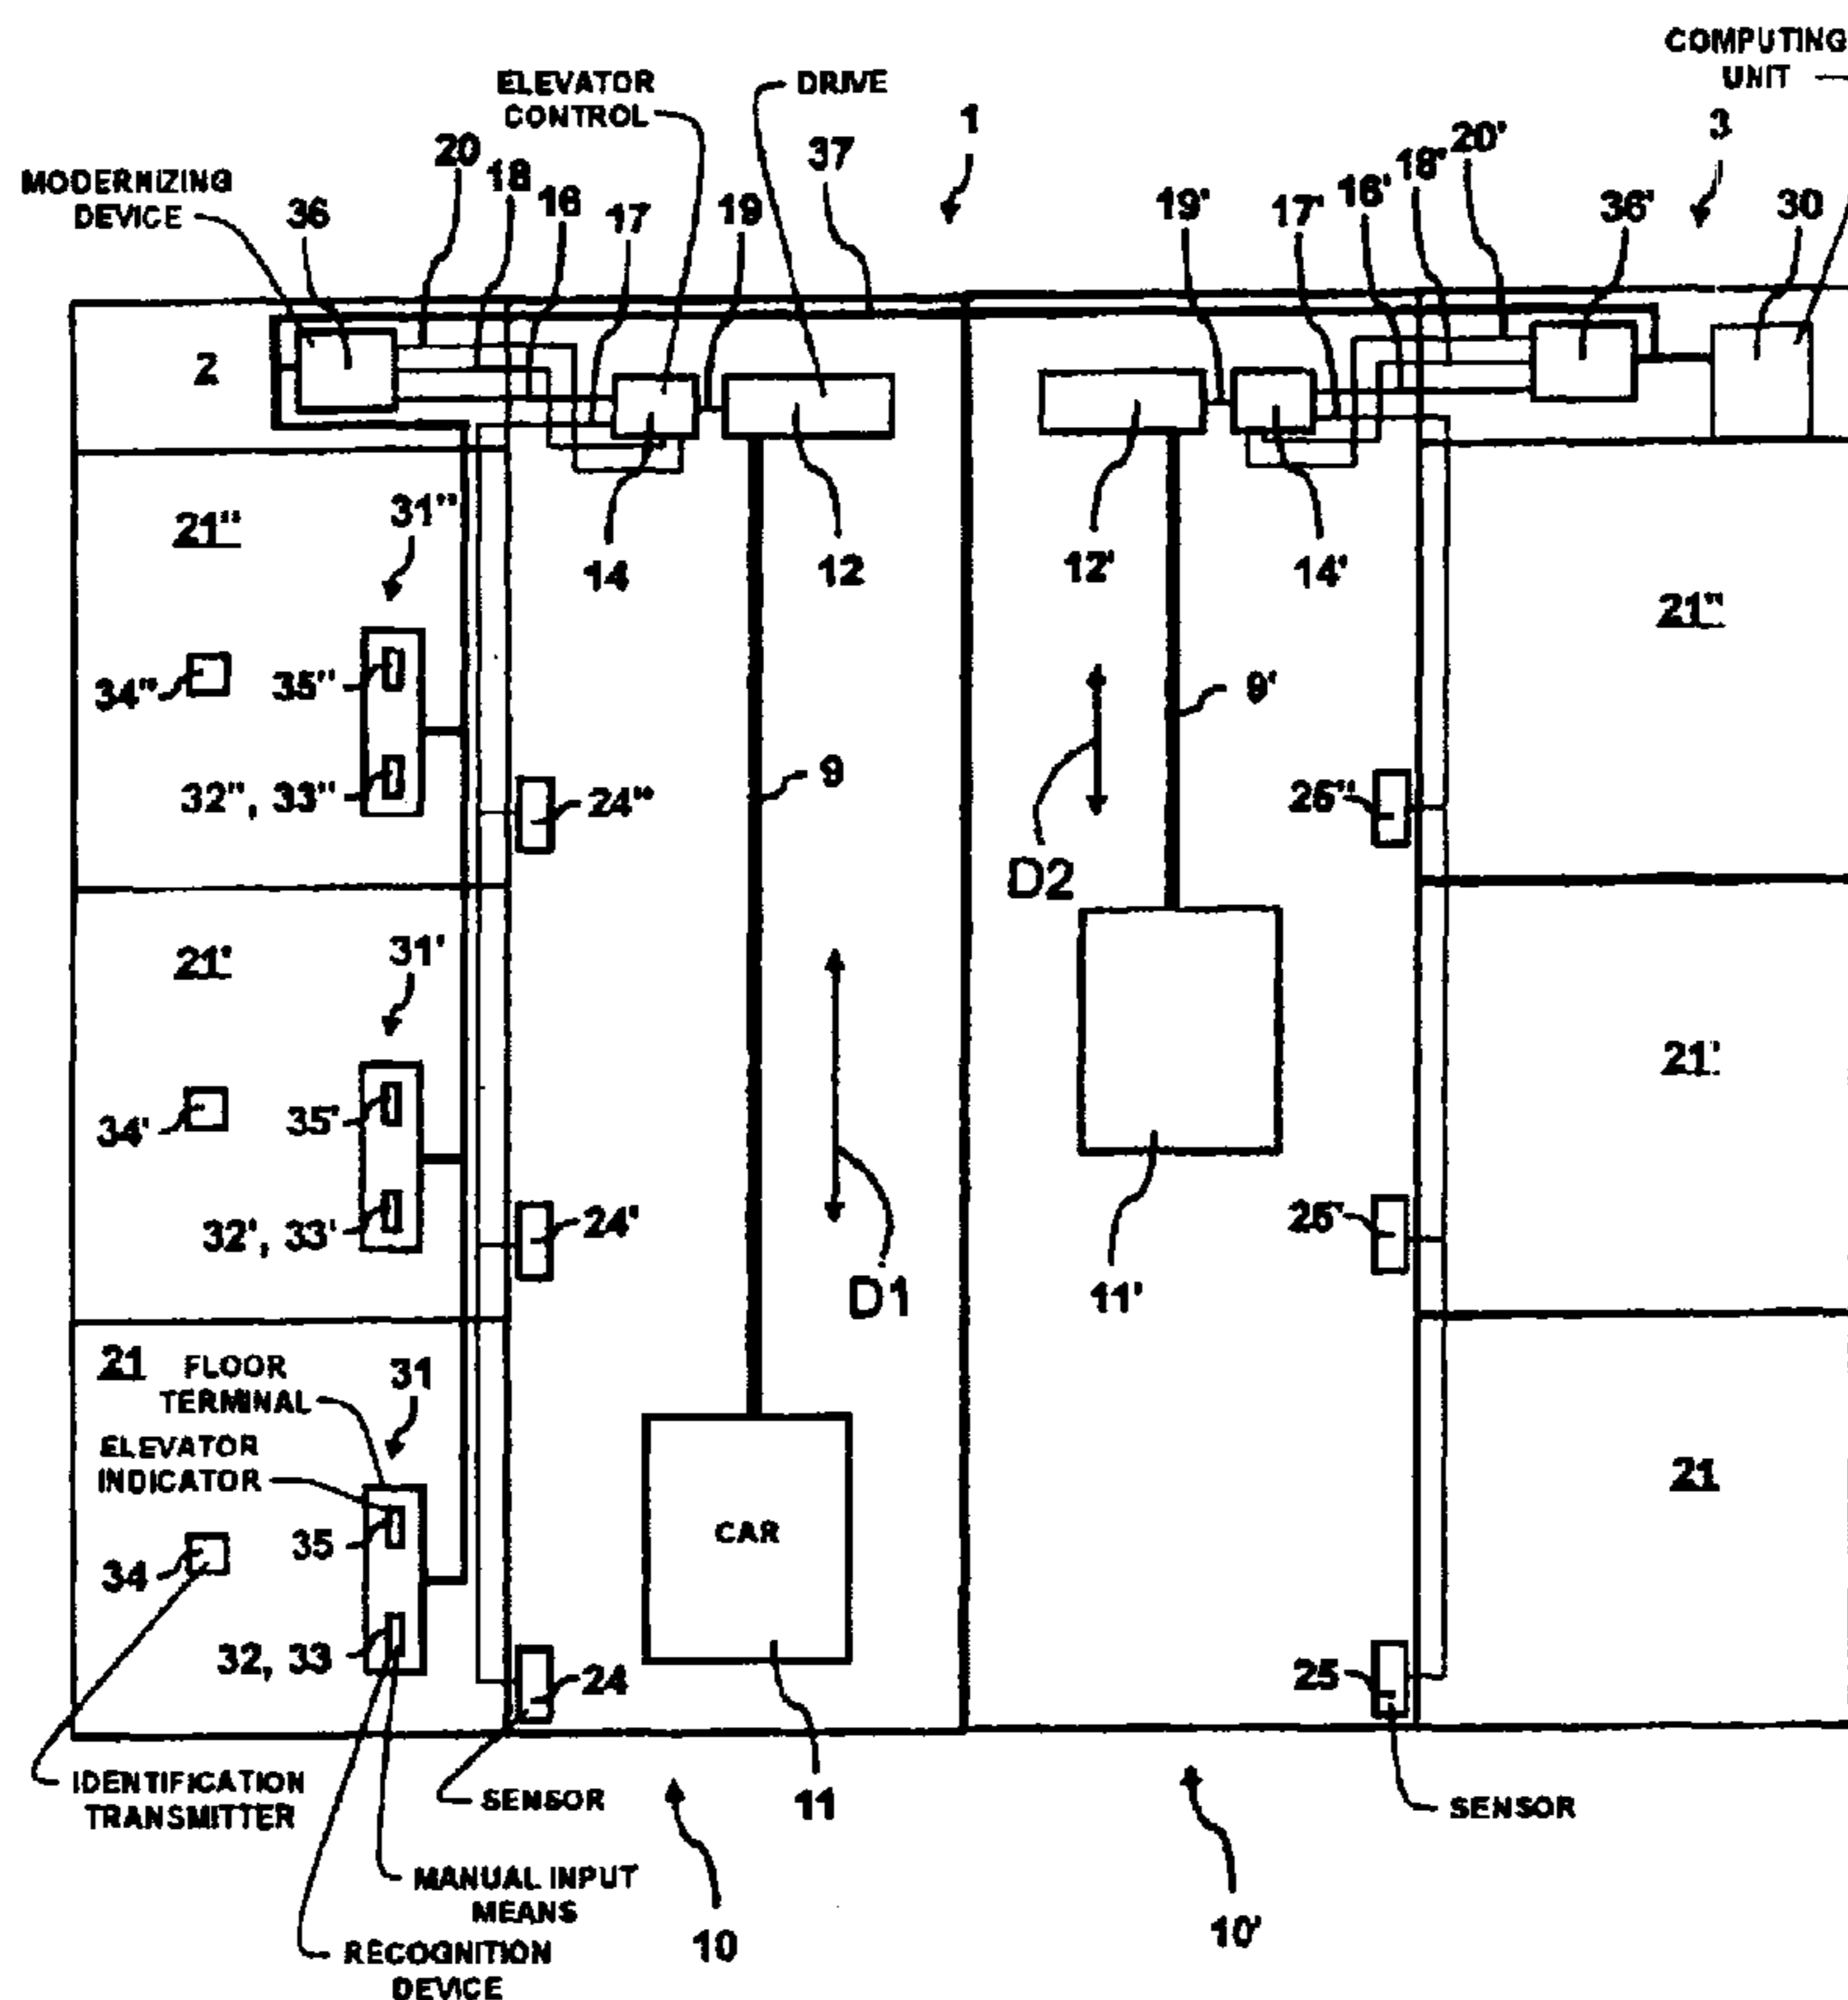 COMPUTING
UNIT
ELEVATOR
CONTROL
DRIVE
1
3
MODERNIZING
DEVICE
36
20
18
16
17
19
37
19'
17'
16'
18'
20'
36'
30
2
21"
31"
14
12
12'
14'
21"
34"
35"
32", 33"
24"
9
9'
D2
26"
21'
31'
34'
35'
32', 33'
24'
D1
11'
26'
21'
21
FLOOR
TERMINAL
31
ELEVATOR
INDICATOR
35
34
32, 33
CAR
24
25
21
IDENTIFICATION
TRANSMITTER
SENSOR
11
SENSOR
MANUAL INPUT
MEANS
10
10'
RECOGNITION
DEVICE